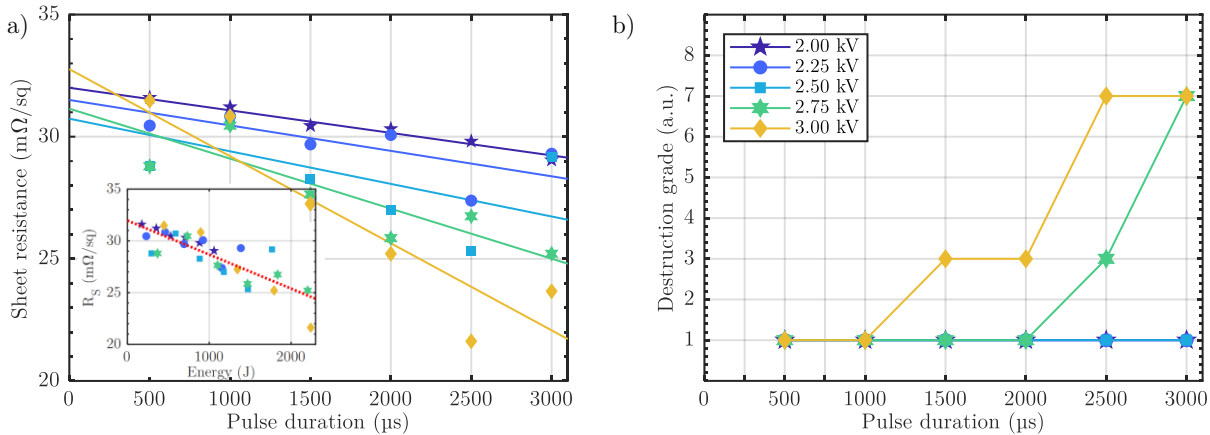 a)
Sheet resistance (mΩ/sq)
35
30
25
20
0 500 1000 1500 2000 2500 3000
Pulse duration (µs)
R_S (mΩ/sq)
35
30
25
20
0 1000 2000
Energy (J)
b)
Destruction grade (a.u.)
8
7
6
5
4
3
2
1
0 500 1000 1500 2000 2500 3000
Pulse duration (µs)
2.00 kV
2.25 kV
2.50 kV
2.75 kV
3.00 kV